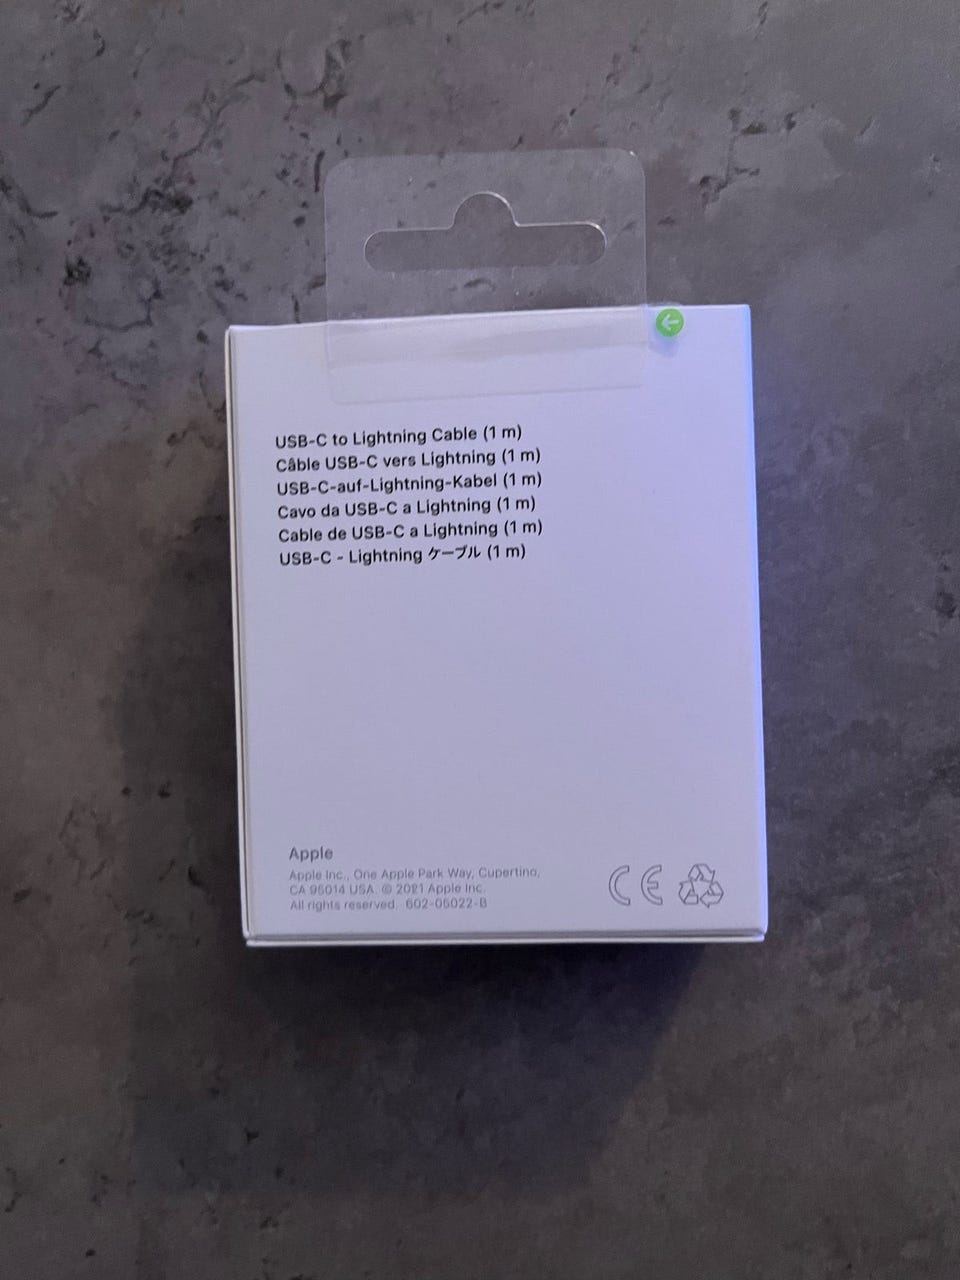 USB-C to Lightning Cable (1 m)
Câble USB-C vers Lightning (1 m)
USB-C-auf-Lightning-Kabel (1 m)
Cavo da USB-C a Lightning (1 m)
Cable de USB-C a Lightning (1 m)
USB-C - Lightning ケーブル (1 m)
Apple
Apple Inc., One Apple Park Way, Cupertino,
CA 95014 USA. © 2021 Apple Inc.
All rights reserved. 602-05022-B
CE